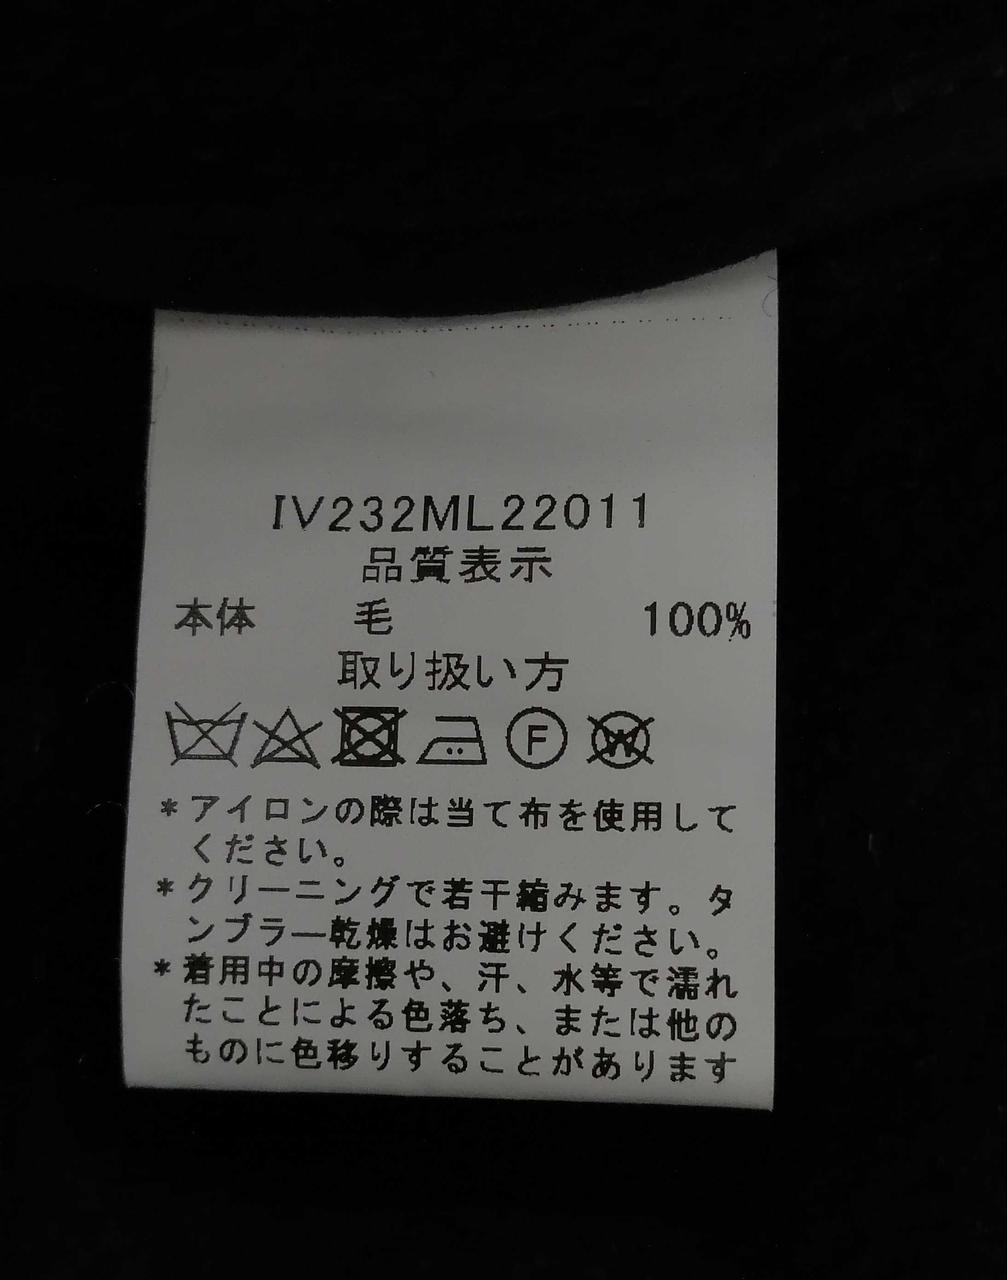 IV232ML22011
品質表示
本体 毛 100%
取り扱い方
F W
*アイロンの際は当て布を使用して
ください。
*クリーニングで若干縮みます。タ
ンブラー乾燥はお避けください。
*着用中の摩擦や、汗、水等で濡れ
たことによる色落ち、または他の
ものに色移りすることがあります